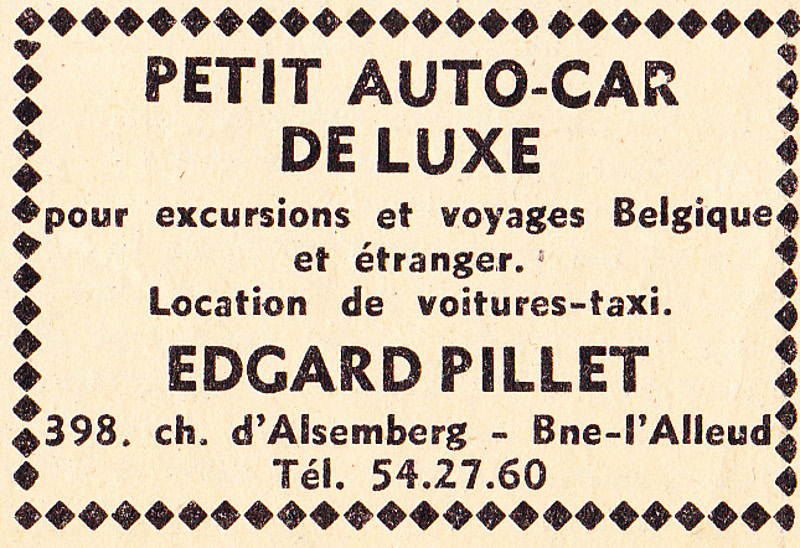 PETIT AUTO-CAR
DE LUXE
pour excursions et voyages Belgique
et étranger.
Location de voitures-taxi.
EDGARD PILLET
398. ch. d'Alsemberg - Bne-l'Alleud
Tél. 54.27.60